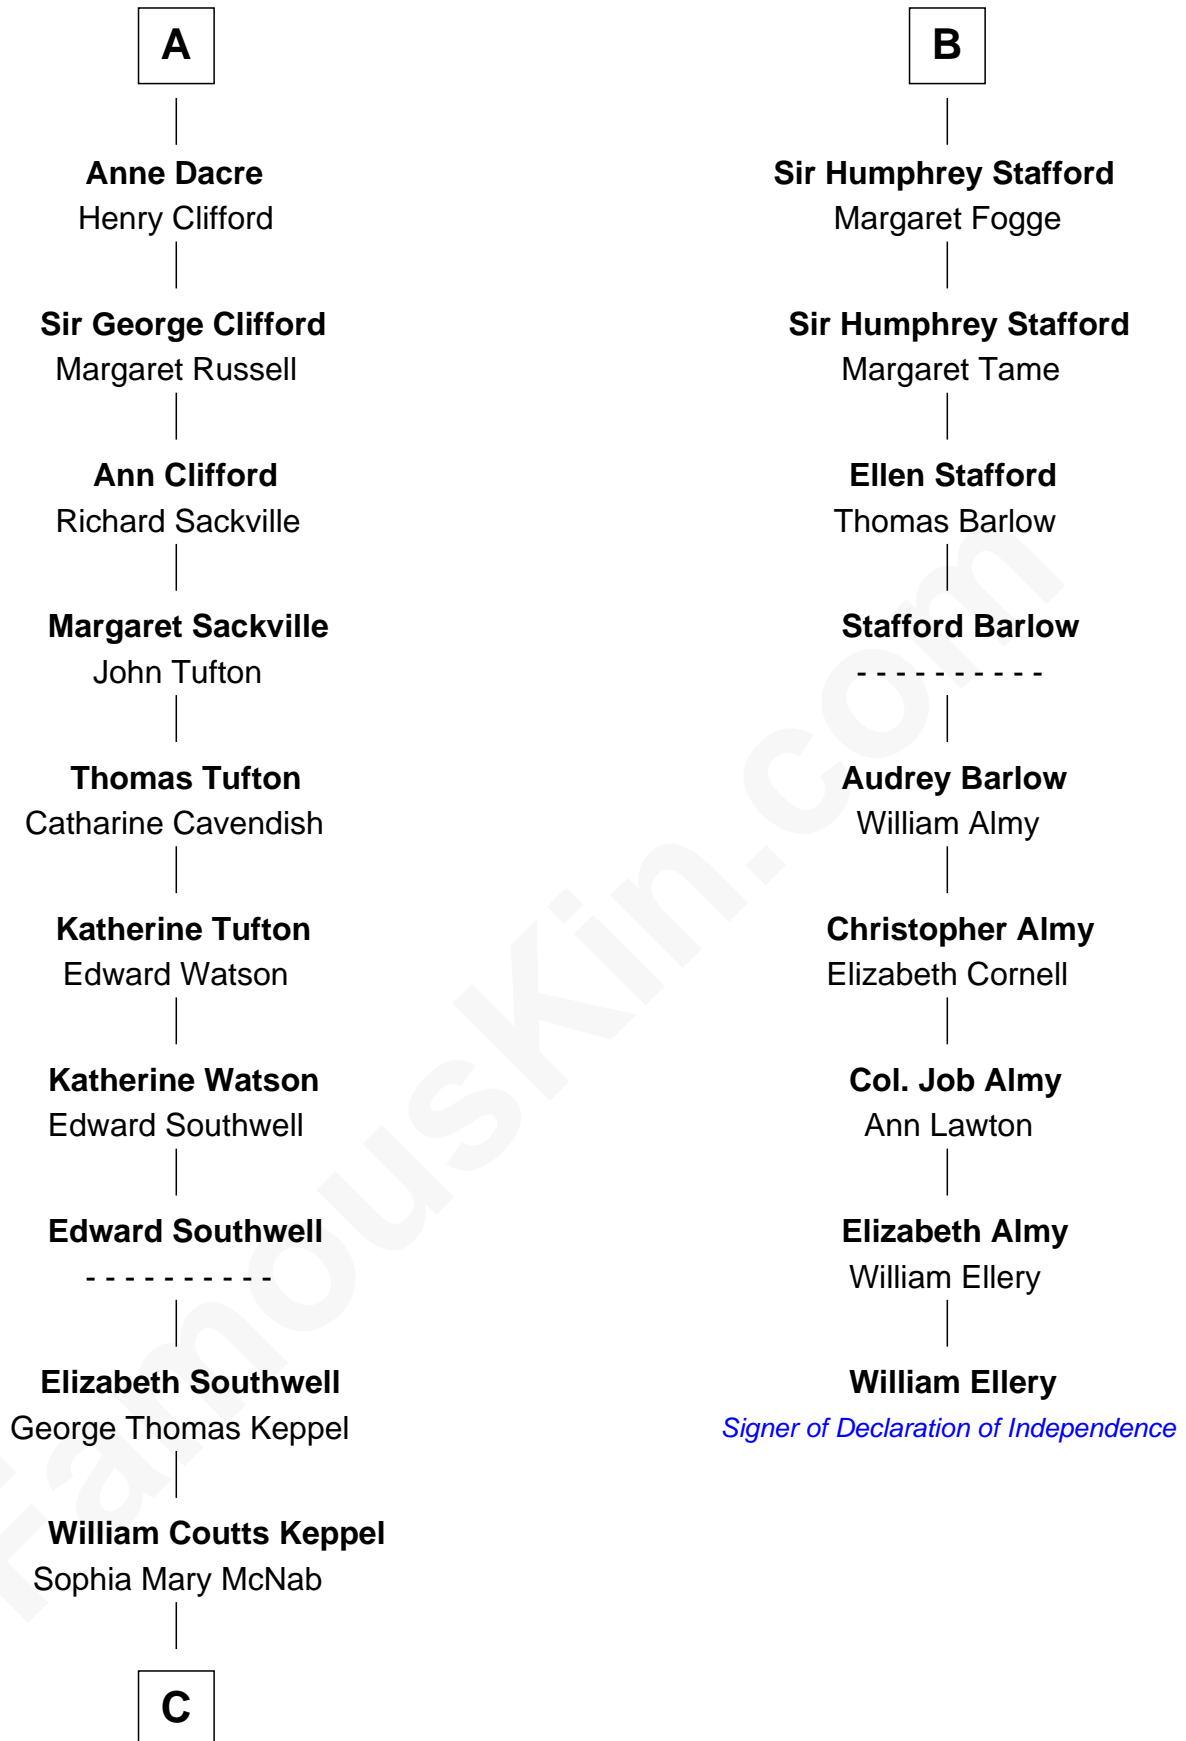 A
Anne Dacre
Henry Clifford
Sir George Clifford
Margaret Russell
Ann Clifford
Richard Sackville
Margaret Sackville
John Tufton
Thomas Tufton
Catharine Cavendish
Katherine Tufton
Edward Watson
Katherine Watson
Edward Southwell
Edward Southwell
- - - - - - - - - -
Elizabeth Southwell
George Thomas Keppel
William Coutts Keppel
Sophia Mary McNab
C
B
Sir Humphrey Stafford
Margaret Fogge
Sir Humphrey Stafford
Margaret Tame
Ellen Stafford
Thomas Barlow
Stafford Barlow
- - - - - - - - - -
Audrey Barlow
William Almy
Christopher Almy
Elizabeth Cornell
Col. Job Almy
Ann Lawton
Elizabeth Almy
William Ellery
William Ellery
Signer of Declaration of Independence
FamousKin.com